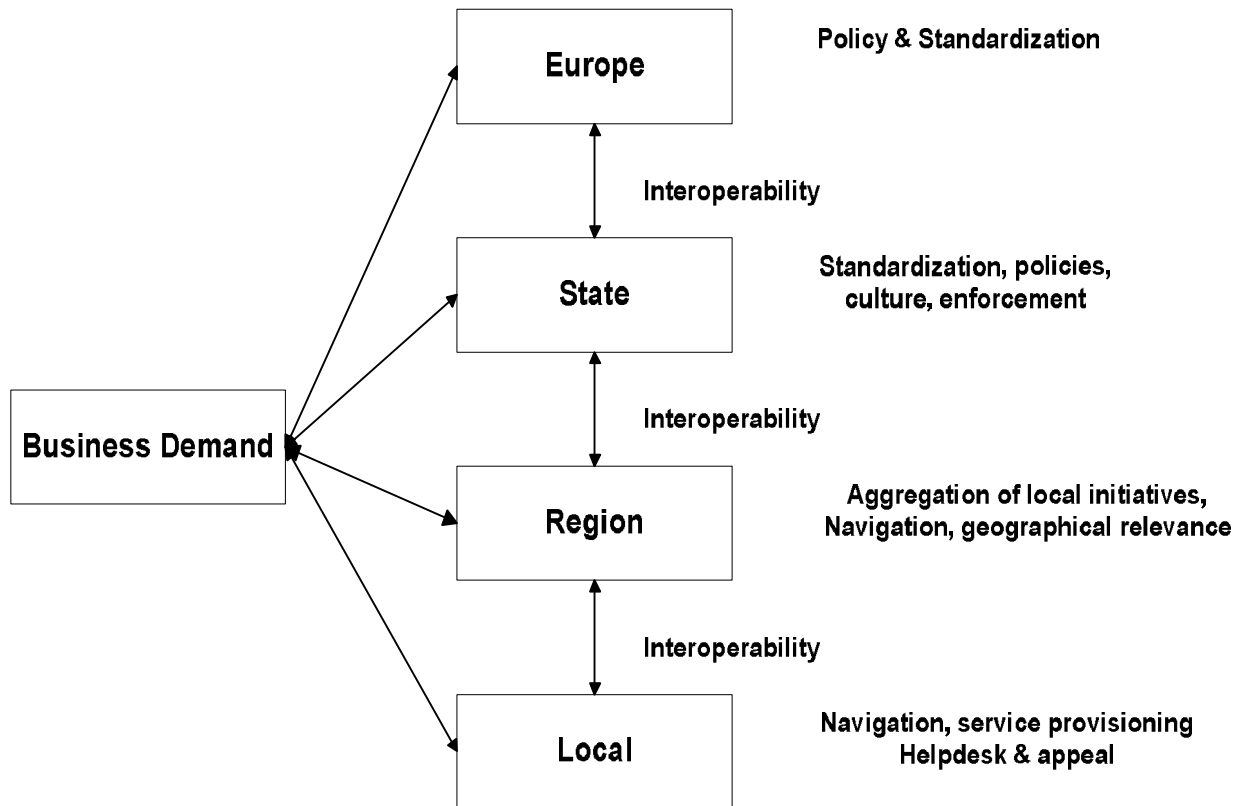 Europe
Policy & Standardization
Interoperability
State
Standardization, policies,
culture, enforcement
Interoperability
Business Demand
Region
Aggregation of local initiatives,
Navigation, geographical relevance
Interoperability
Local
Navigation, service provisioning
Helpdesk & appeal